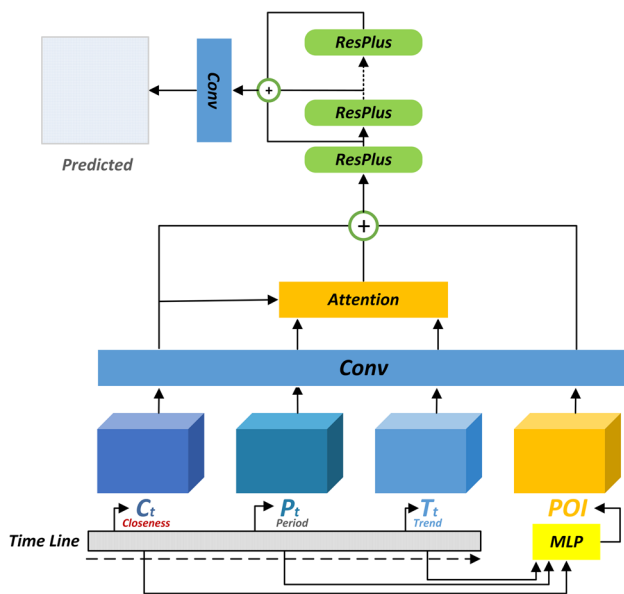 ResPlus
Conv
+
ResPlus
Predicted
ResPlus
+
Attention
Conv
Ct
Pt
Tt
POI
Closeness
Period
Trend
Time Line
MLP